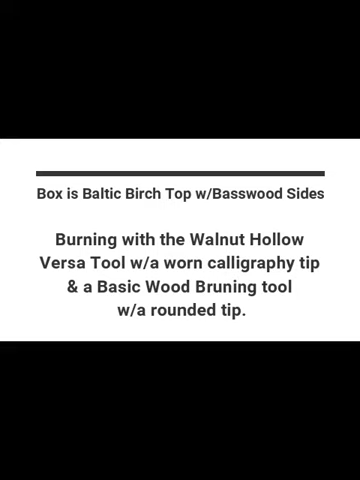 Box is Baltic Birch Top w/Basswood Sides
Burning with the Walnut Hollow
Versa Tool w/a worn calligraphy tip
& a Basic Wood Bruning tool
w/a rounded tip.